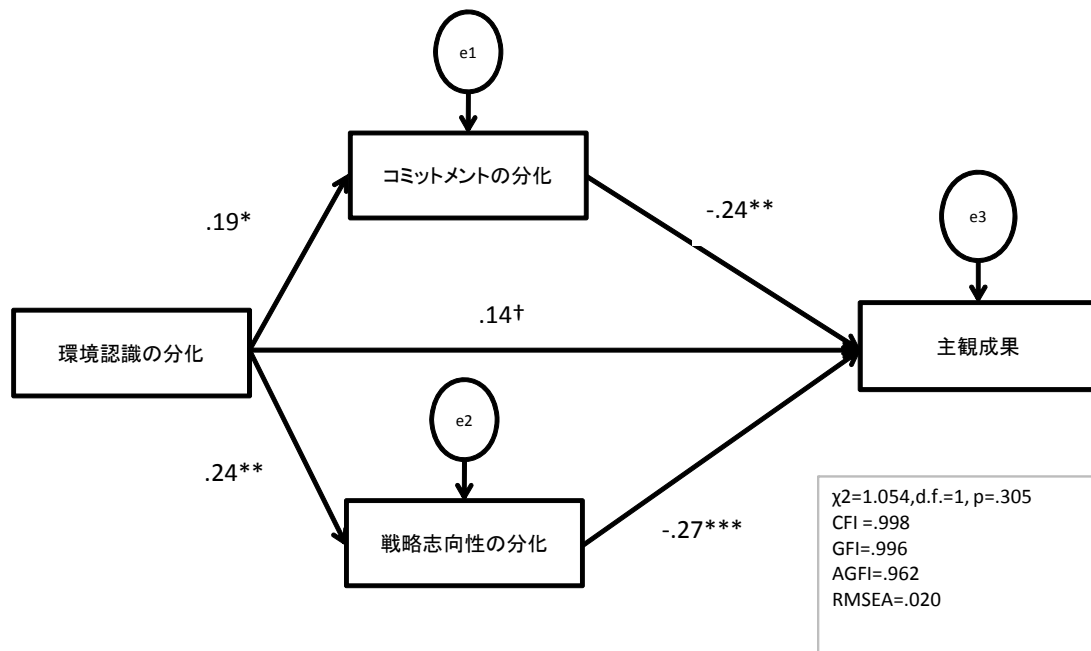 e1
コミットメントの分化
.19*
-.24**
e3
.14†
環境認識の分化
主観成果
e2
.24**
戦略志向性の分化
-.27***
χ2=1.054,d.f.=1, p=.305
CFI =.998
GFI=.996
AGFI=.962
RMSEA=.020